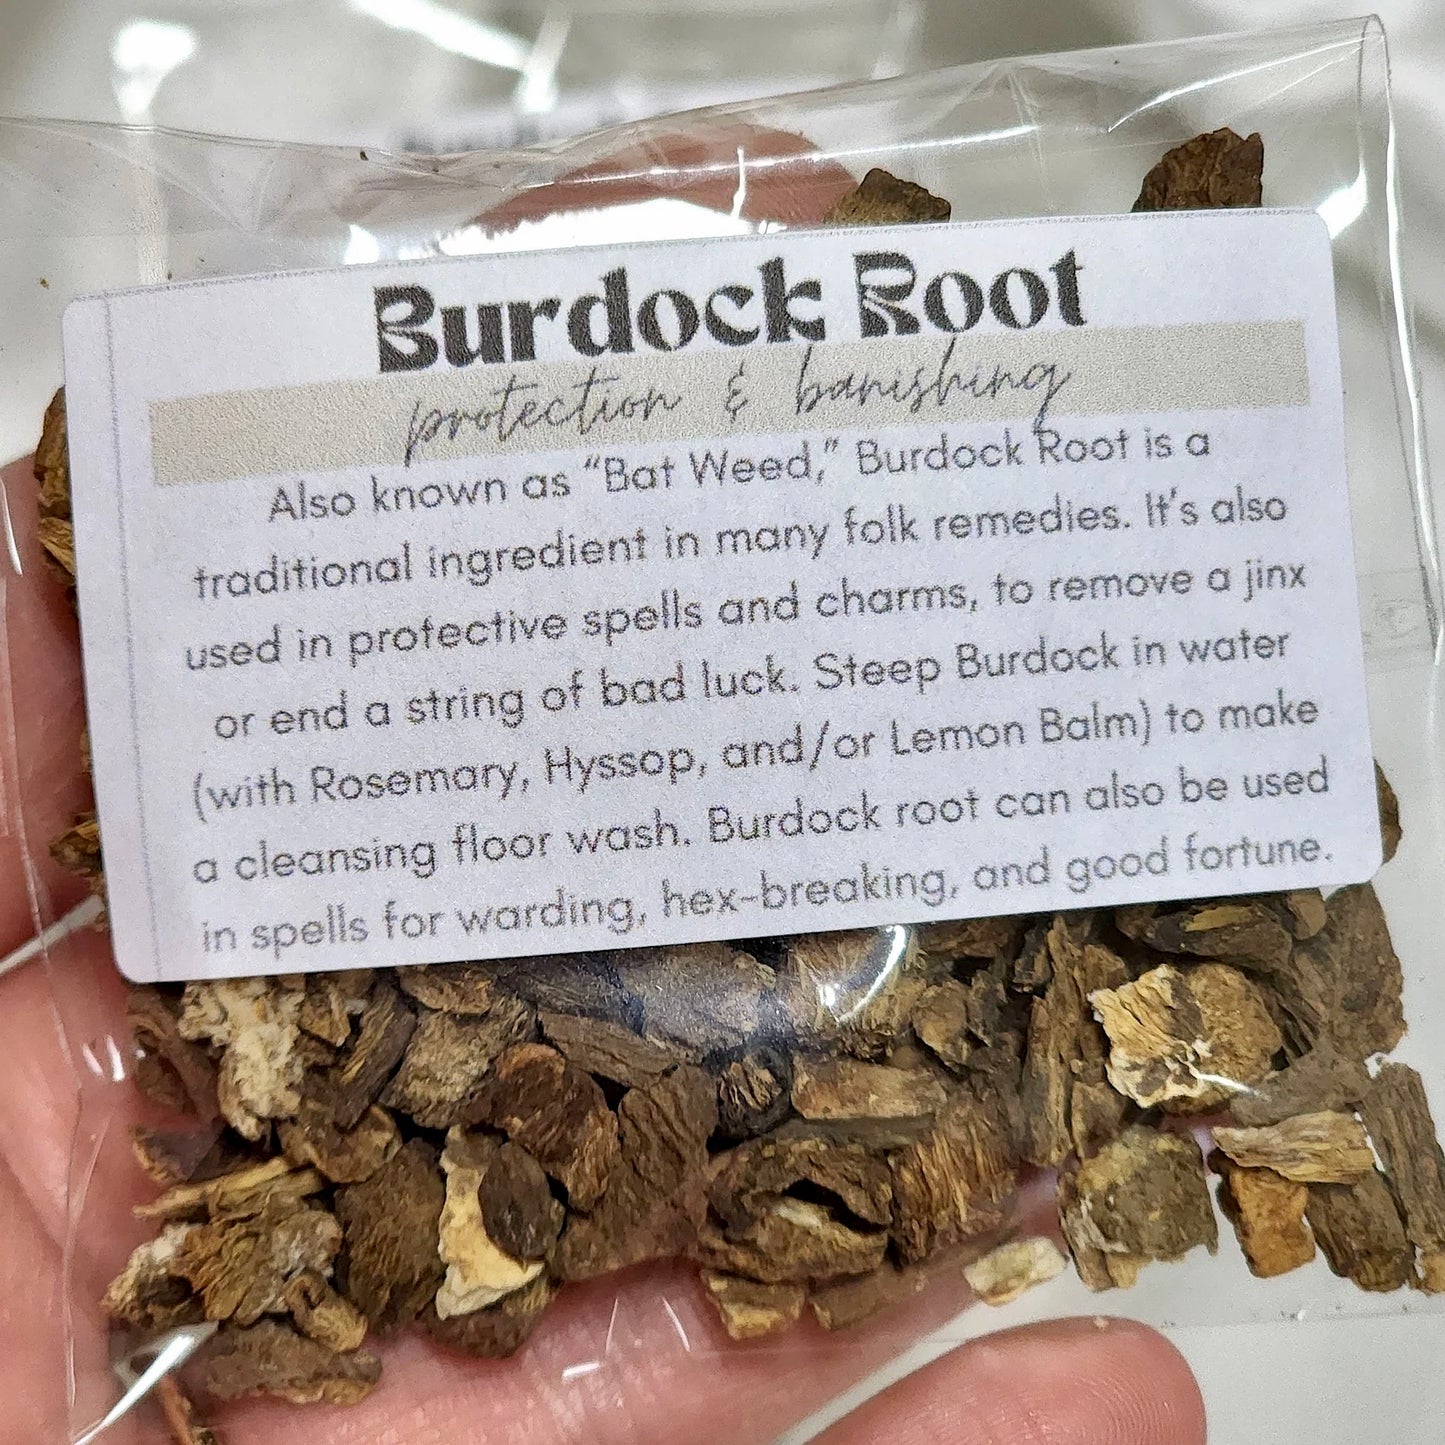 Burdock Root
protection & banishing
Also known as “Bat Weed,” Burdock Root is a
traditional ingredient in many folk remedies. It's also
used in protective spells and charms, to remove a jinx
or end a string of bad luck. Steep Burdock in water
(with Rosemary, Hyssop, and/or Lemon Balm) to make
a cleansing floor wash. Burdock root can also be used
in spells for warding, hex-breaking, and good fortune.